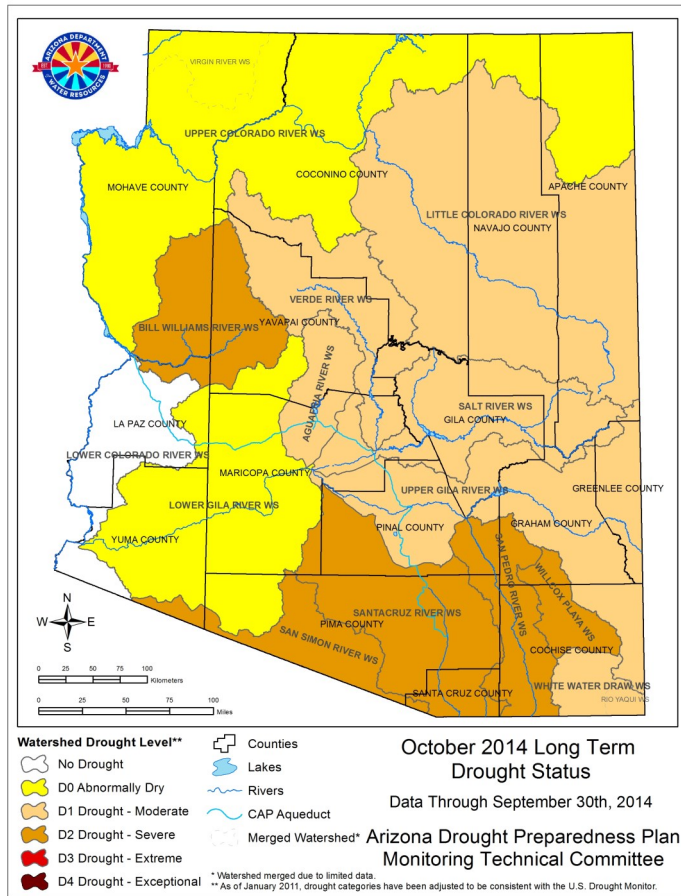 ARIZONA DEPARTMENT
EST 1980
WATER RESOURCES
VIRGIN RIVER WS
UPPER COLORADO RIVER WS
COCONINO COUNTY
MOHAVE COUNTY
APACHE COUNTY
LITTLE COLORADO RIVER WS
NAVAJO COUNTY
VERDE RIVER WS
YAVAPAI COUNTY
BILL WILLIAMS RIVER WS
AGUAFRIA RIVER WS
SALT RIVER WS
GILA COUNTY
LA PAZ COUNTY
LOWER COLORADO RIVER WS
MARICOPA COUNTY
UPPER GILA RIVER WS
GREENLEE COUNTY
LOWER GILA RIVER WS
PINAL COUNTY
GRAHAM COUNTY
YUMA COUNTY
SAN PEDRO RIVER WS
WILLCOX PLAYA WS
SANTACRUZ RIVER WS
PIMA COUNTY
SAN SIMON RIVER WS
COCHISE COUNTY
SANTA CRUZ COUNTY
WHITE WATER DRAW WS
RIO YAQUI WS
N
W E
S
0 25 50 75 100
Kilometers
0 25 50 75 100
Miles
Watershed Drought Level**
No Drought
D0 Abnormally Dry
D1 Drought - Moderate
D2 Drought - Severe
D3 Drought - Extreme
D4 Drought - Exceptional
Counties
Lakes
Rivers
CAP Aqueduct
Merged Watershed*
* Watershed merged due to limited data.
** As of January 2011, drought categories have been adjusted to be consistent with the U.S. Drought Monitor.
October 2014 Long Term
Drought Status
Data Through September 30th, 2014
Arizona Drought Preparedness Plan
Monitoring Technical Committee